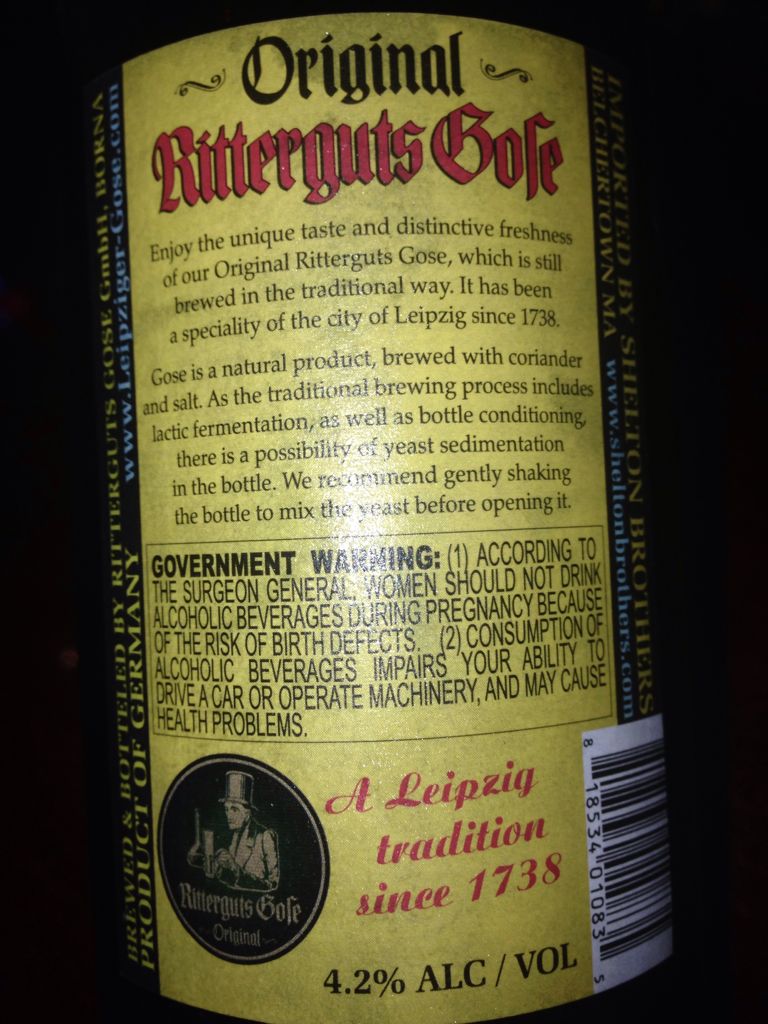 Original
Ritterguts Gose
Enjoy the unique taste and distinctive freshness
of our Original Ritterguts Gose, which is still
brewed in the traditional way. It has been
a speciality of the city of Leipzig since 1738.
Gose is a natural product, brewed with coriander
and salt. As the traditional brewing process includes
lactic fermentation, as well as bottle conditioning,
there is a possibility of yeast sedimentation
in the bottle. We recommend gently shaking
the bottle to mix the yeast before opening it.
GOVERNMENT WARNING: (1) ACCORDING TO
THE SURGEON GENERAL, WOMEN SHOULD NOT DRINK
ALCOHOLIC BEVERAGES DURING PREGNANCY BECAUSE
OF THE RISK OF BIRTH DEFECTS. (2) CONSUMPTION OF
ALCOHOLIC BEVERAGES IMPAIRS YOUR ABILITY TO
DRIVE A CAR OR OPERATE MACHINERY, AND MAY CAUSE
HEALTH PROBLEMS.
Ritterguts Gose
Original
A Leipzig
tradition
since 1738
4.2% ALC / VOL
BREWED & BOTTELED BY RITTERGUTS GOSE GmbH, BORNA
PRODUCT OF GERMANY www.Leipziger-Gose.com
IMPORTED BY SHELTON BROTHERS
BELCHERTOWN MA www.sheltonbrothers.com
8 18534 01083 5